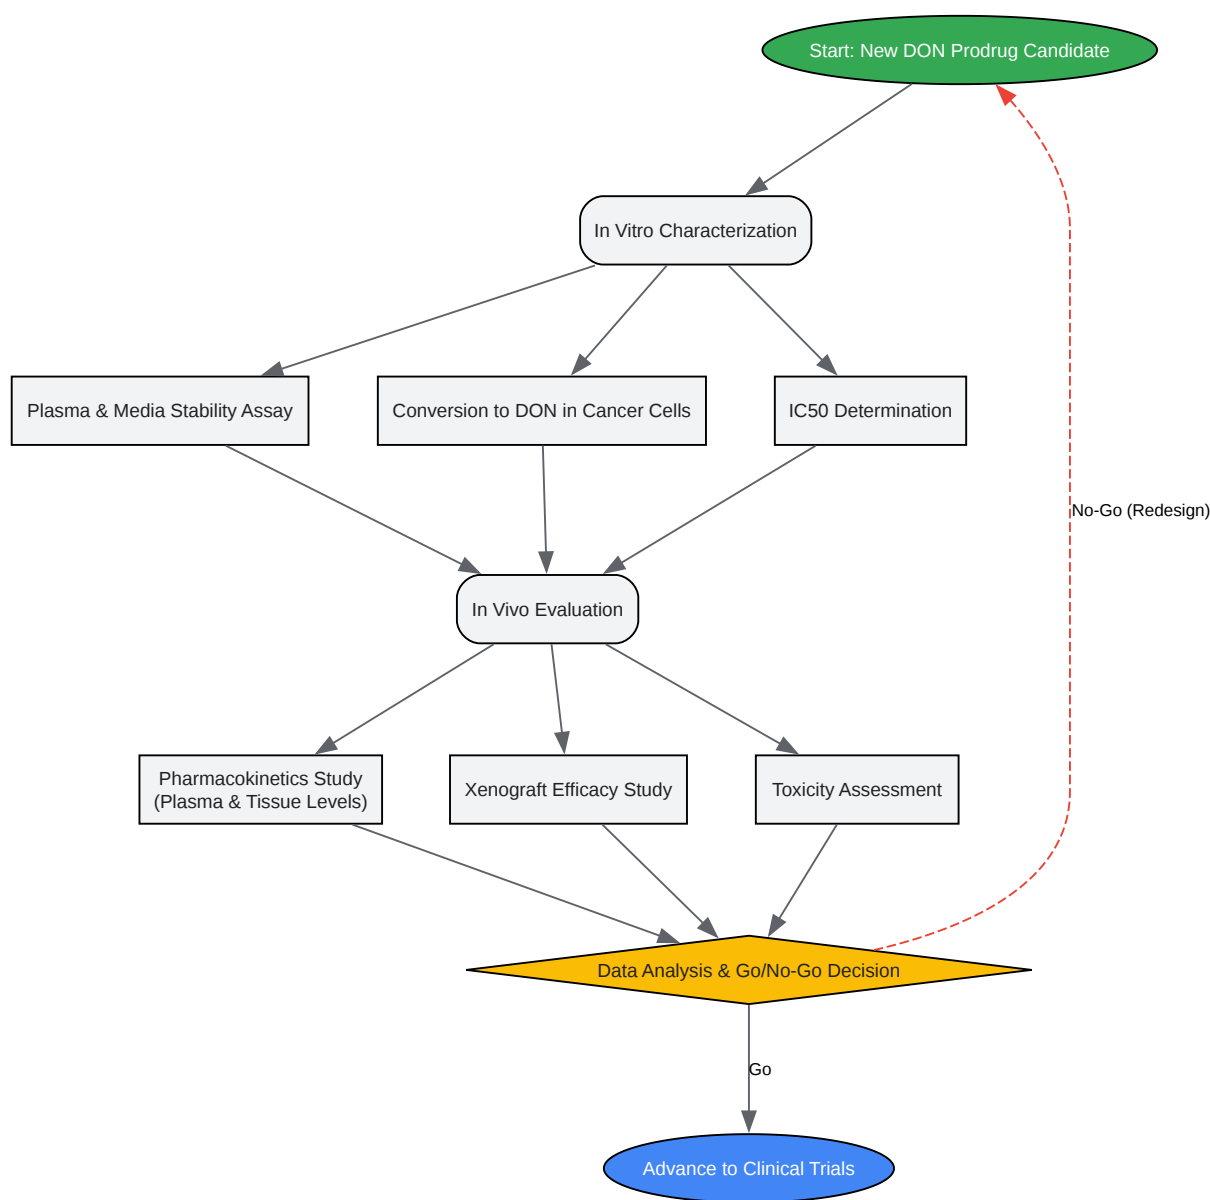 Start: New DON Prodrug Candidate
In Vitro Characterization
Plasma & Media Stability Assay
Conversion to DON in Cancer Cells
IC50 Determination
No-Go (Redesign)
In Vivo Evaluation
Pharmacokinetics Study
(Plasma & Tissue Levels)
Xenograft Efficacy Study
Toxicity Assessment
Data Analysis & Go/No-Go Decision
Go
Advance to Clinical Trials